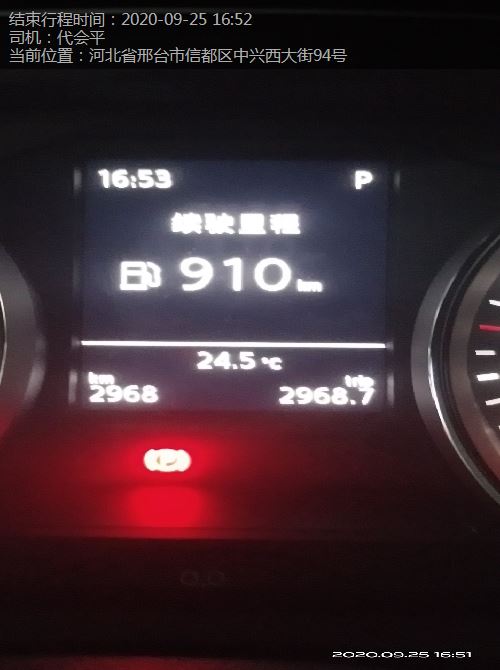 结束行程时间：2020-09-25 16:52
司机：代会平
当前位置：河北省邢台市信都区中兴西大街94号
16:53 P
续驶里程
910 km
24.5 °C
km trip
2968 2968.7
(P)
2020.09.25 16:51